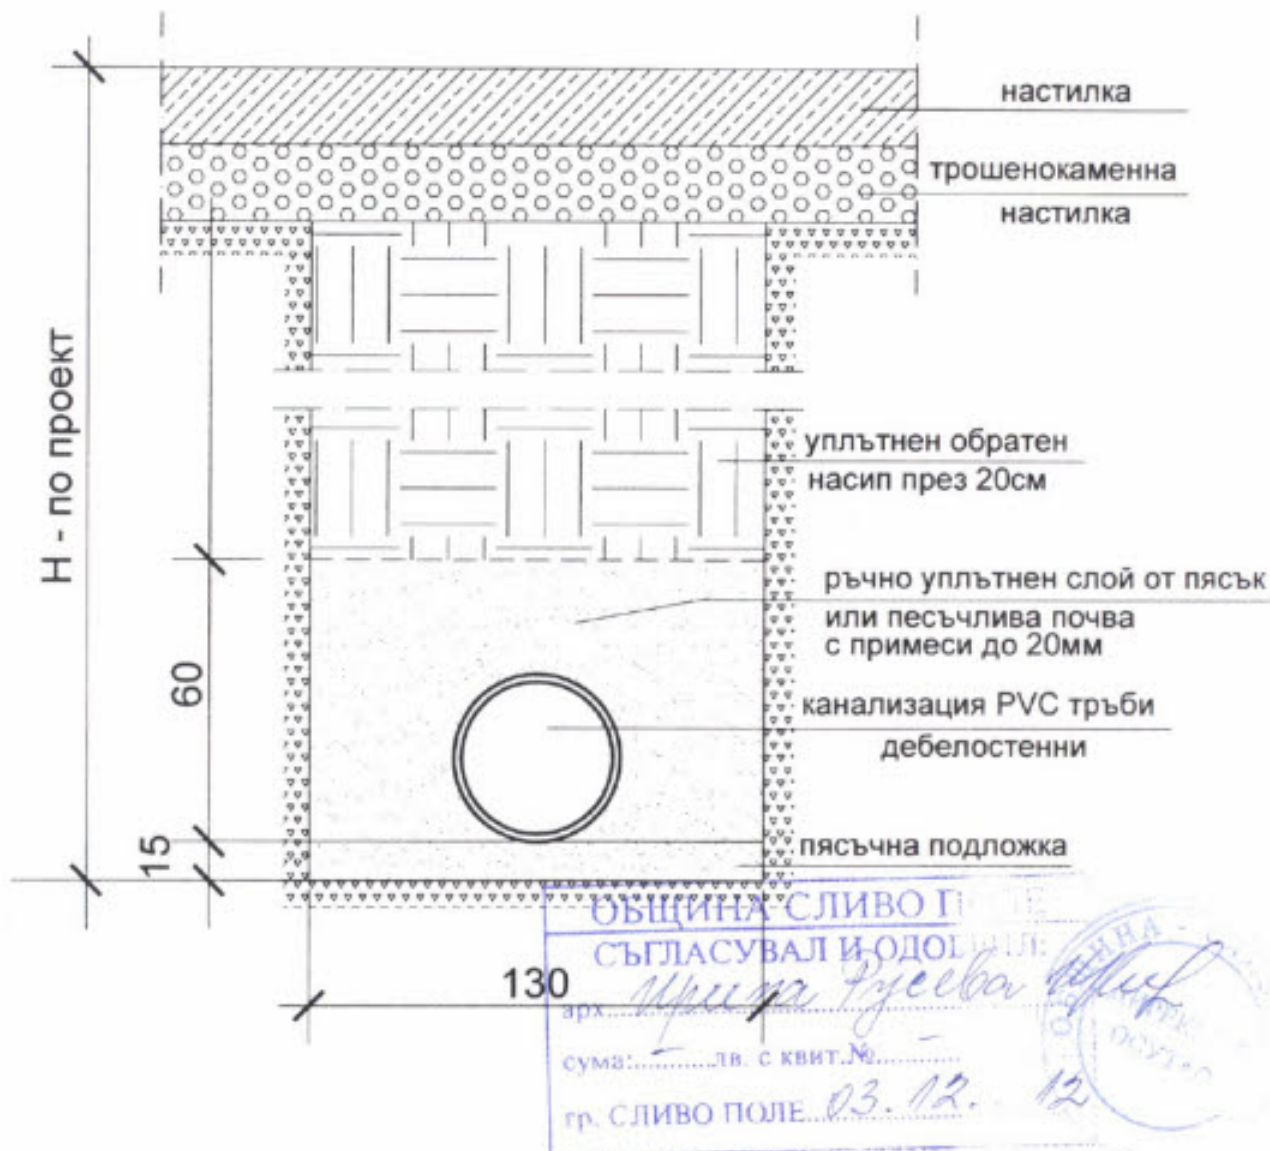 настилка
трошенокаменна
настилка
Н - по проект
уплътнен обратен
насип през 20см
ръчно уплътнен слой от пясък
или песъчлива почва
с примеси до 20мм
60
канализация PVC тръби
дебелостенни
15
пясъчна подложка
130
ОБЩИНА СЛИВО
СЪГЛАСУВАЛ И
арх. Ирина Русева
сума:.......... лв. с квит.№..........
гр. СЛИВО ПОЛЕ 03.12. 12